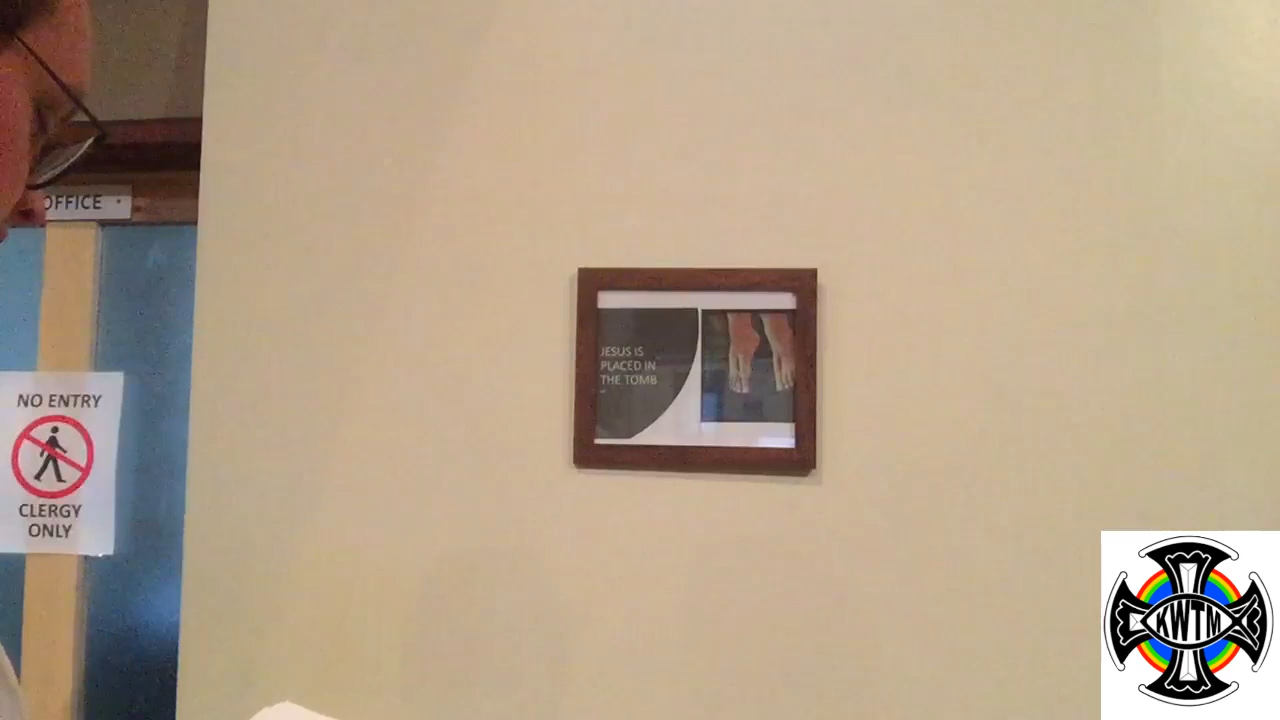 OFFICE
NO ENTRY
CLERGY
ONLY
JESUS IS
PLACED IN
THE TOMB
KWTM